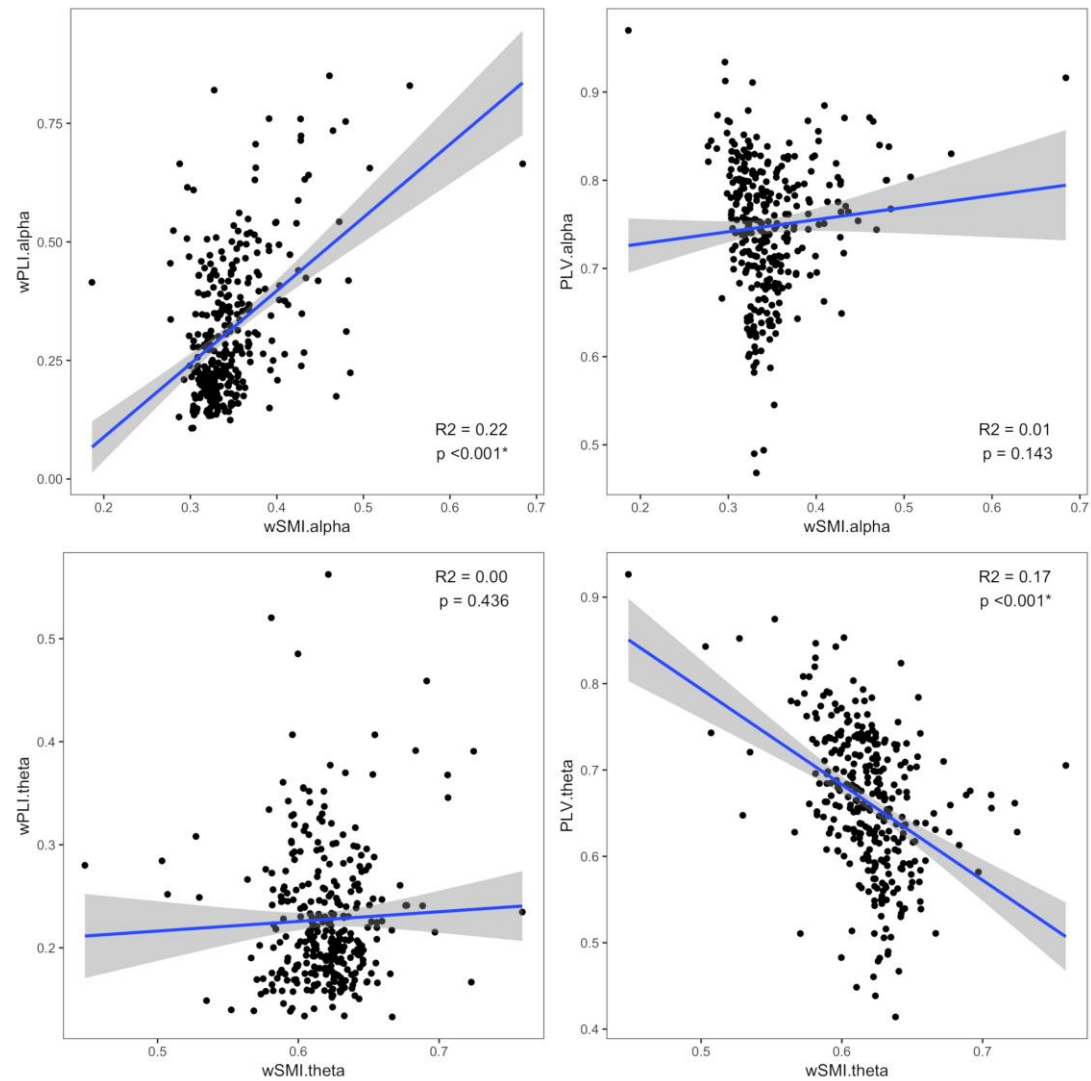 wPLI.alpha
0.75
0.50
0.25
0.00
R2 = 0.22
p <0.001*
0.2 0.3 0.4 0.5 0.6 0.7
wSMI.alpha
PLV.alpha
0.9
0.8
0.7
0.6
0.5
R2 = 0.01
p = 0.143
0.2 0.3 0.4 0.5 0.6 0.7
wSMI.alpha
wPLI.theta
0.5
0.4
0.3
0.2
R2 = 0.00
p = 0.436
0.5 0.6 0.7
wSMI.theta
PLV.theta
0.9
0.8
0.7
0.6
0.5
0.4
R2 = 0.17
p <0.001*
0.5 0.6 0.7
wSMI.theta